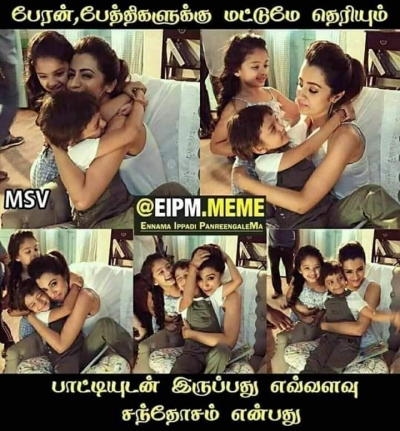 பேரன்,பேத்திகளுக்கு மட்டுமே தெரியும்
MSV
@EIPM.MEME
Ennama Ippadi PanreengaleMa
பாட்டியுடன் இருப்பது எவ்வளவு
சந்தோசம் என்பது